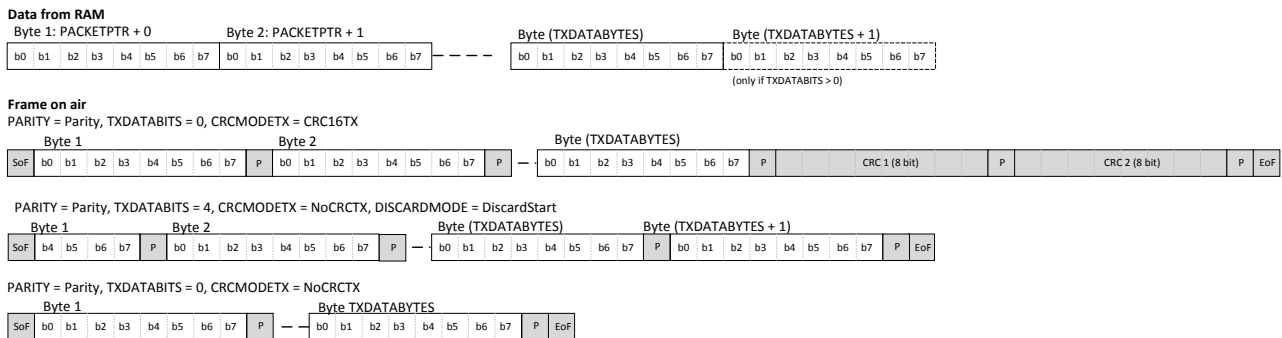 Data from RAM
Byte 1: PACKETPTR + 0 Byte 2: PACKETPTR + 1 Byte (TXDATABYTES) Byte (TXDATABYTES + 1)
b0 b1 b2 b3 b4 b5 b6 b7 b0 b1 b2 b3 b4 b5 b6 b7 b0 b1 b2 b3 b4 b5 b6 b7 b0 b1 b2 b3 b4 b5 b6 b7
(only if TXDATABITS > 0)
Frame on air
PARITY = Parity, TXDATABITS = 0, CRCMODETX = CRC16TX
Byte 1 Byte 2 Byte (TXDATABYTES)
SoF b0 b1 b2 b3 b4 b5 b6 b7 P b0 b1 b2 b3 b4 b5 b6 b7 P b0 b1 b2 b3 b4 b5 b6 b7 P CRC 1 (8 bit) P CRC 2 (8 bit) P EoF
PARITY = Parity, TXDATABITS = 4, CRCMODETX = NoCRCTX, DISCARDMODE = DiscardStart
Byte 1 Byte 2 Byte (TXDATABYTES) Byte (TXDATABYTES + 1)
SoF b4 b5 b6 b7 P b0 b1 b2 b3 b4 b5 b6 b7 P b0 b1 b2 b3 b4 b5 b6 b7 P b0 b1 b2 b3 b4 b5 b6 b7 P EoF
PARITY = Parity, TXDATABITS = 0, CRCMODETX = NoCRCTX
Byte 1 Byte TXDATABYTES
SoF b0 b1 b2 b3 b4 b5 b6 b7 P b0 b1 b2 b3 b4 b5 b6 b7 P EoF